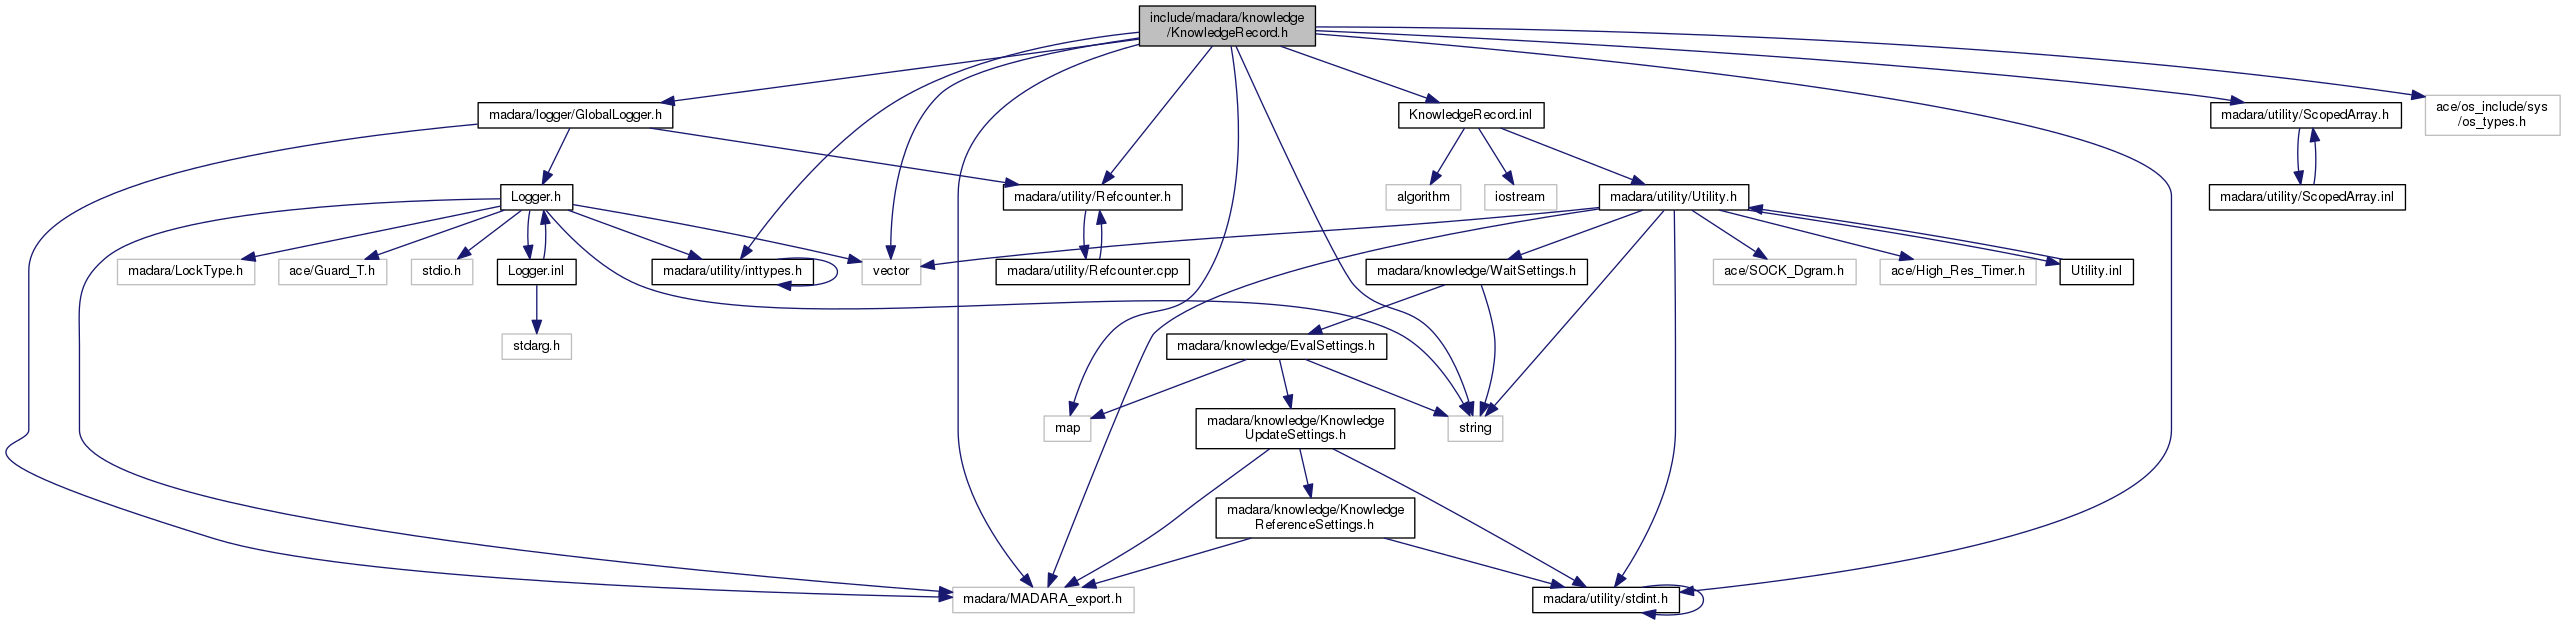 include/madara/knowledge
/KnowledgeRecord.h
madara/logger/GlobalLogger.h
KnowledgeRecord.inl
madara/utility/ScopedArray.h
ace/os_include/sys
/os_types.h
Logger.h
madara/utility/Refcounter.h
algorithm
iostream
madara/utility/Utility.h
madara/utility/ScopedArray.inl
madara/LockType.h
ace/Guard_T.h
stdio.h
Logger.inl
madara/utility/inttypes.h
vector
madara/utility/Refcounter.cpp
madara/knowledge/WaitSettings.h
ace/SOCK_Dgram.h
ace/High_Res_Timer.h
Utility.inl
stdarg.h
madara/knowledge/EvalSettings.h
map
madara/knowledge/Knowledge
UpdateSettings.h
string
madara/knowledge/Knowledge
ReferenceSettings.h
madara/MADARA_export.h
madara/utility/stdint.h